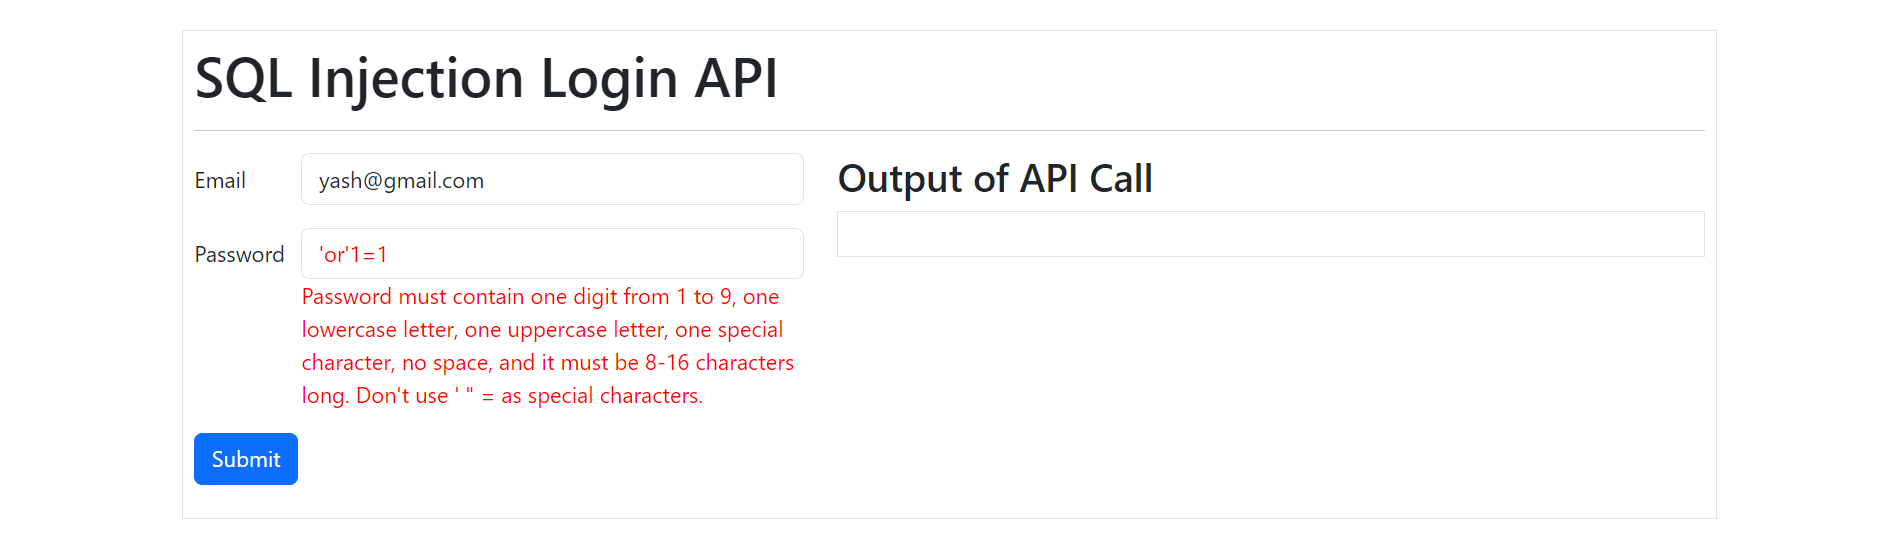 SQL Injection Login API
Email
yash@gmail.com
Password
'or'1=1
Password must contain one digit from 1 to 9, one
lowercase letter, one uppercase letter, one special
character, no space, and it must be 8-16 characters
long. Don't use ' " = as special characters.
Submit
Output of API Call